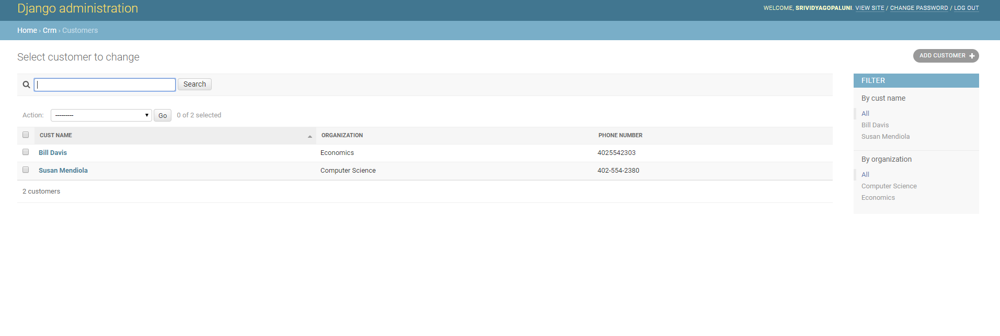 Django administration
WELCOME, SRIVIDYAGOPALUNI. VIEW SITE / CHANGE PASSWORD / LOG OUT
Home › Crm › Customers
Select customer to change
ADD CUSTOMER +
Search
Action: --------- Go 0 of 2 selected
CUST NAME ORGANIZATION PHONE NUMBER
Bill Davis Economics 4025542303
Susan Mendiola Computer Science 402-554-2380
2 customers
FILTER
By cust name
All
Bill Davis
Susan Mendiola
By organization
All
Computer Science
Economics